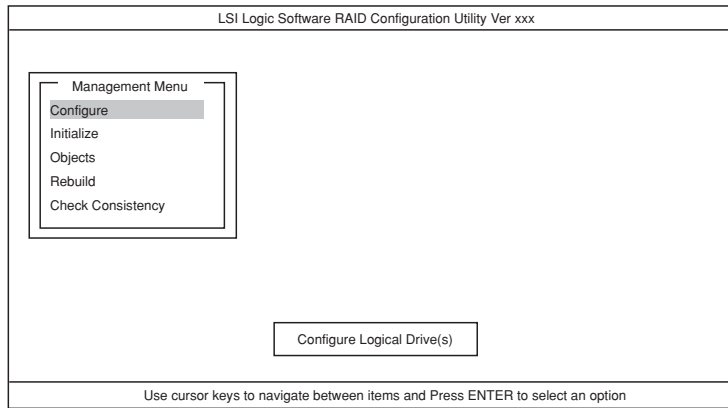 LSI Logic Software RAID Configuration Utility Ver xxx
Management Menu
Configure
Initialize
Objects
Rebuild
Check Consistency
Configure Logical Drive(s)
Use cursor keys to navigate between items and Press ENTER to select an option